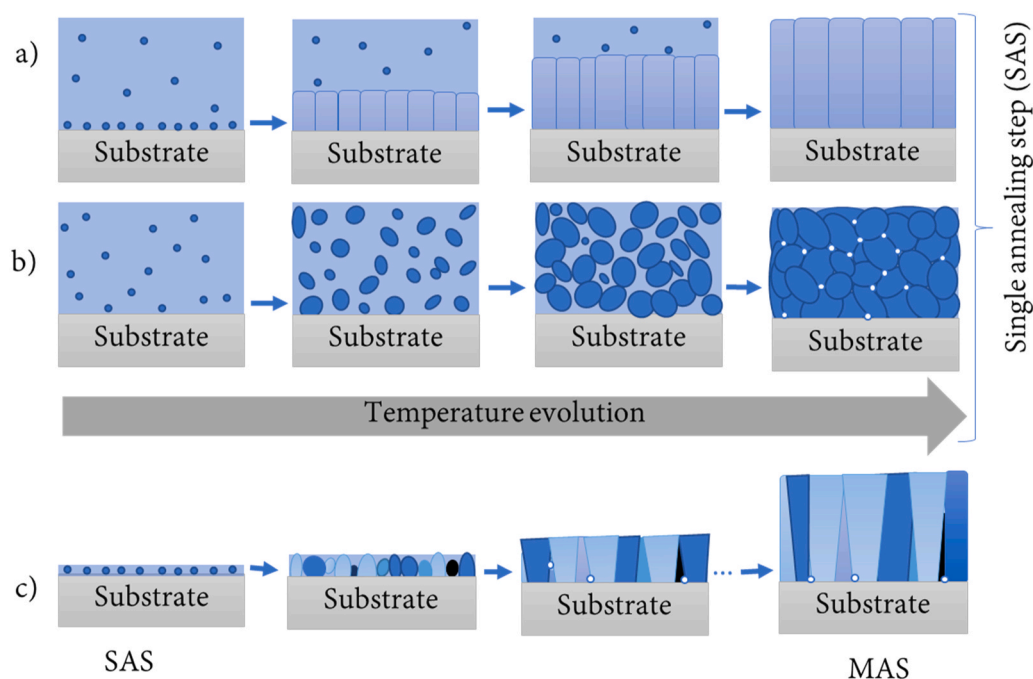 a)
Substrate
Substrate
Substrate
Substrate
b)
Substrate
Substrate
Substrate
Substrate
Single annealing step (SAS)
Temperature evolution
c)
Substrate
Substrate
Substrate
...
Substrate
SAS
MAS